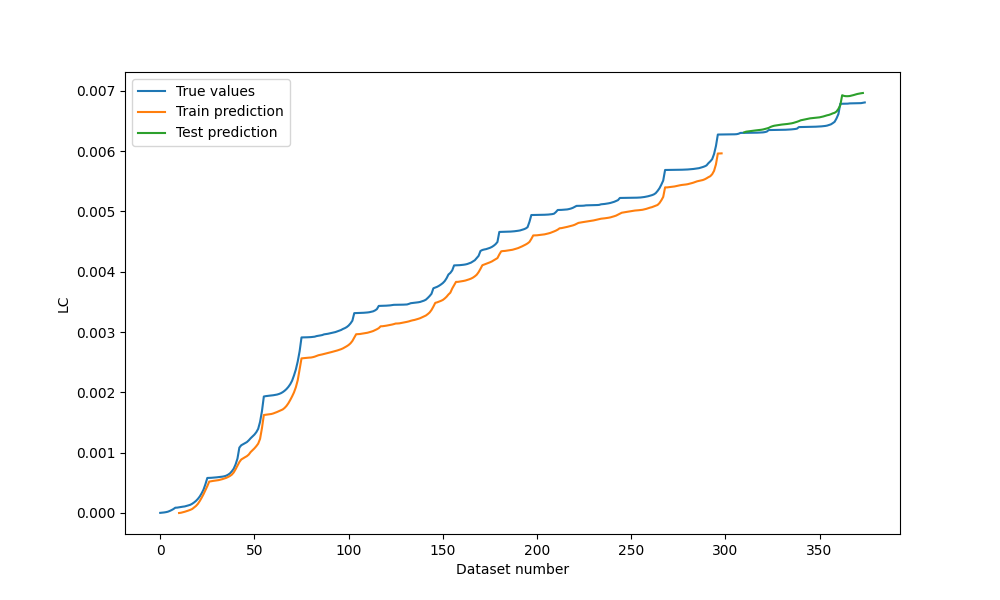 True values
Train prediction
Test prediction
0.007
0.006
0.005
0.004
0.003
0.002
0.001
0.000
LC
0 50 100 150 200 250 300 350
Dataset number